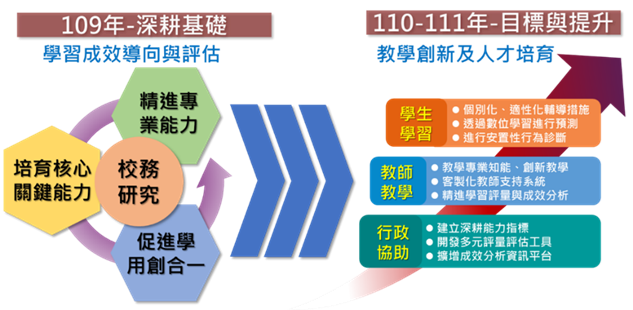 109年-深耕基礎
學習成效導向與評估
精進專
業能力
培育核心
關鍵能力
校務
研究
促進學
用創合一
110-111年-目標與提升
教學創新及人才培育
學生
學習
●個別化、適性化輔導措施
●透過數位學習進行預測
●進行安置性行為診斷
教師
教學
●教學專業知能、創新教學
●客製化教師支持系統
●精進學習評量與成效分析
行政
協助
●建立深耕能力指標
●開發多元評量評估工具
●擴增成效分析資訊平台